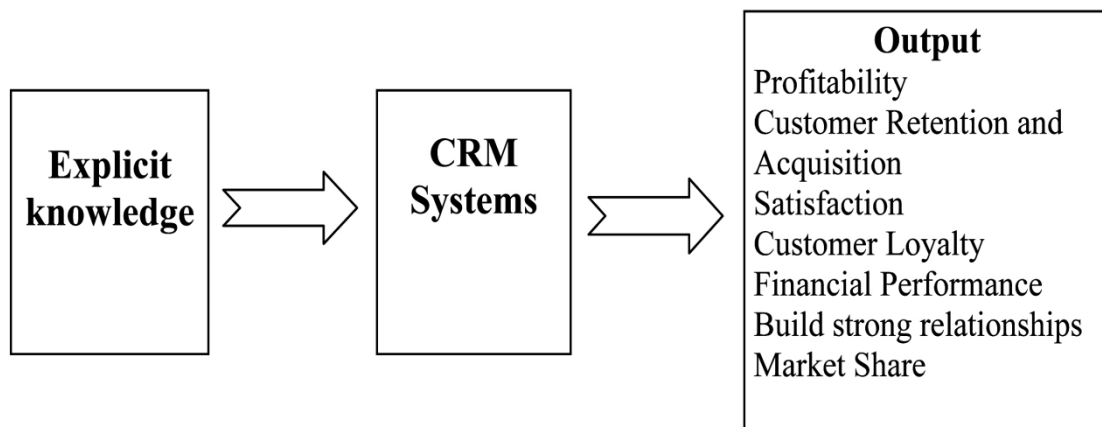 Explicit
knowledge
CRM
Systems
Output
Profitability
Customer Retention and
Acquisition
Satisfaction
Customer Loyalty
Financial Performance
Build strong relationships
Market Share